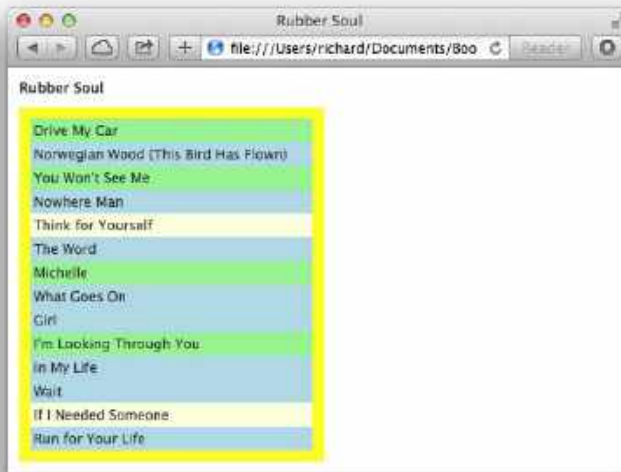 Rubber Soul
file:///Users/richard/Documents/Boo
Reader
Rubber Soul
Drive My Car
Norwegian Wood (This Bird Has Flown)
You Won't See Me
Nowhere Man
Think for Yourself
The Word
Michelle
What Goes On
Girl
I'm Looking Through You
In My Life
Wait
If I Needed Someone
Run for Your Life